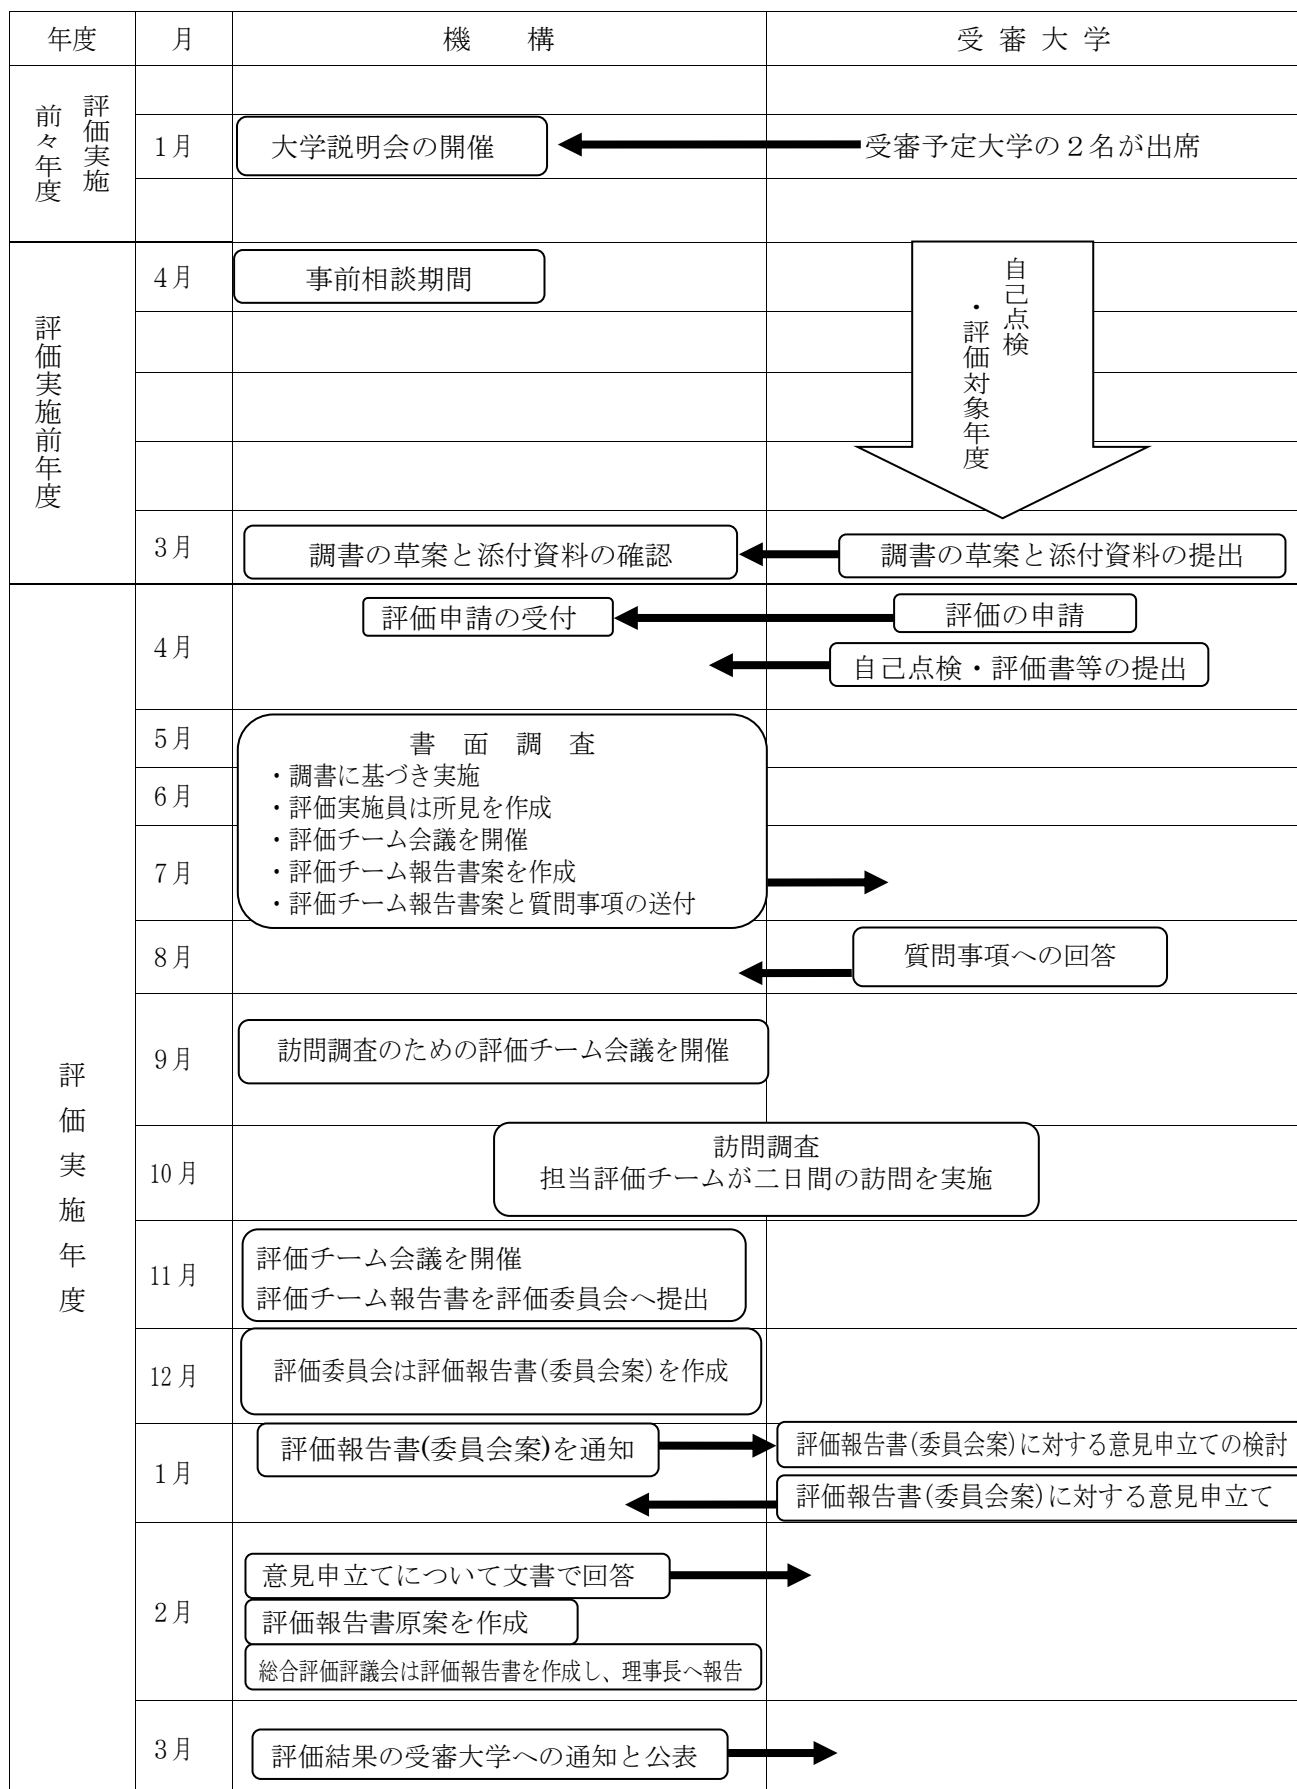 年度 月 機 構 受 審 大 学
評価実施
前々年度
1月 大学説明会の開催 受審予定大学の2名が出席
評価実施前年度
4月 事前相談期間
自己点検
・評価対象年度
3月 調書の草案と添付資料の確認 調書の草案と添付資料の提出
評価実施年度
4月 評価申請の受付 評価の申請
自己点検・評価書等の提出
5月 書 面 調 査
・調書に基づき実施
6月 ・評価実施員は所見を作成
・評価チーム会議を開催
7月 ・評価チーム報告書案を作成
・評価チーム報告書案と質問事項の送付
8月 質問事項への回答
9月 訪問調査のための評価チーム会議を開催
10月 訪問調査
担当評価チームが二日間の訪問を実施
11月 評価チーム会議を開催
評価チーム報告書を評価委員会へ提出
12月 評価委員会は評価報告書(委員会案)を作成
1月 評価報告書(委員会案)を通知 評価報告書(委員会案)に対する意見申立ての検討
評価報告書(委員会案)に対する意見申立て
2月 意見申立てについて文書で回答
評価報告書原案を作成
総合評価評議会は評価報告書を作成し、理事長へ報告
3月 評価結果の受審大学への通知と公表